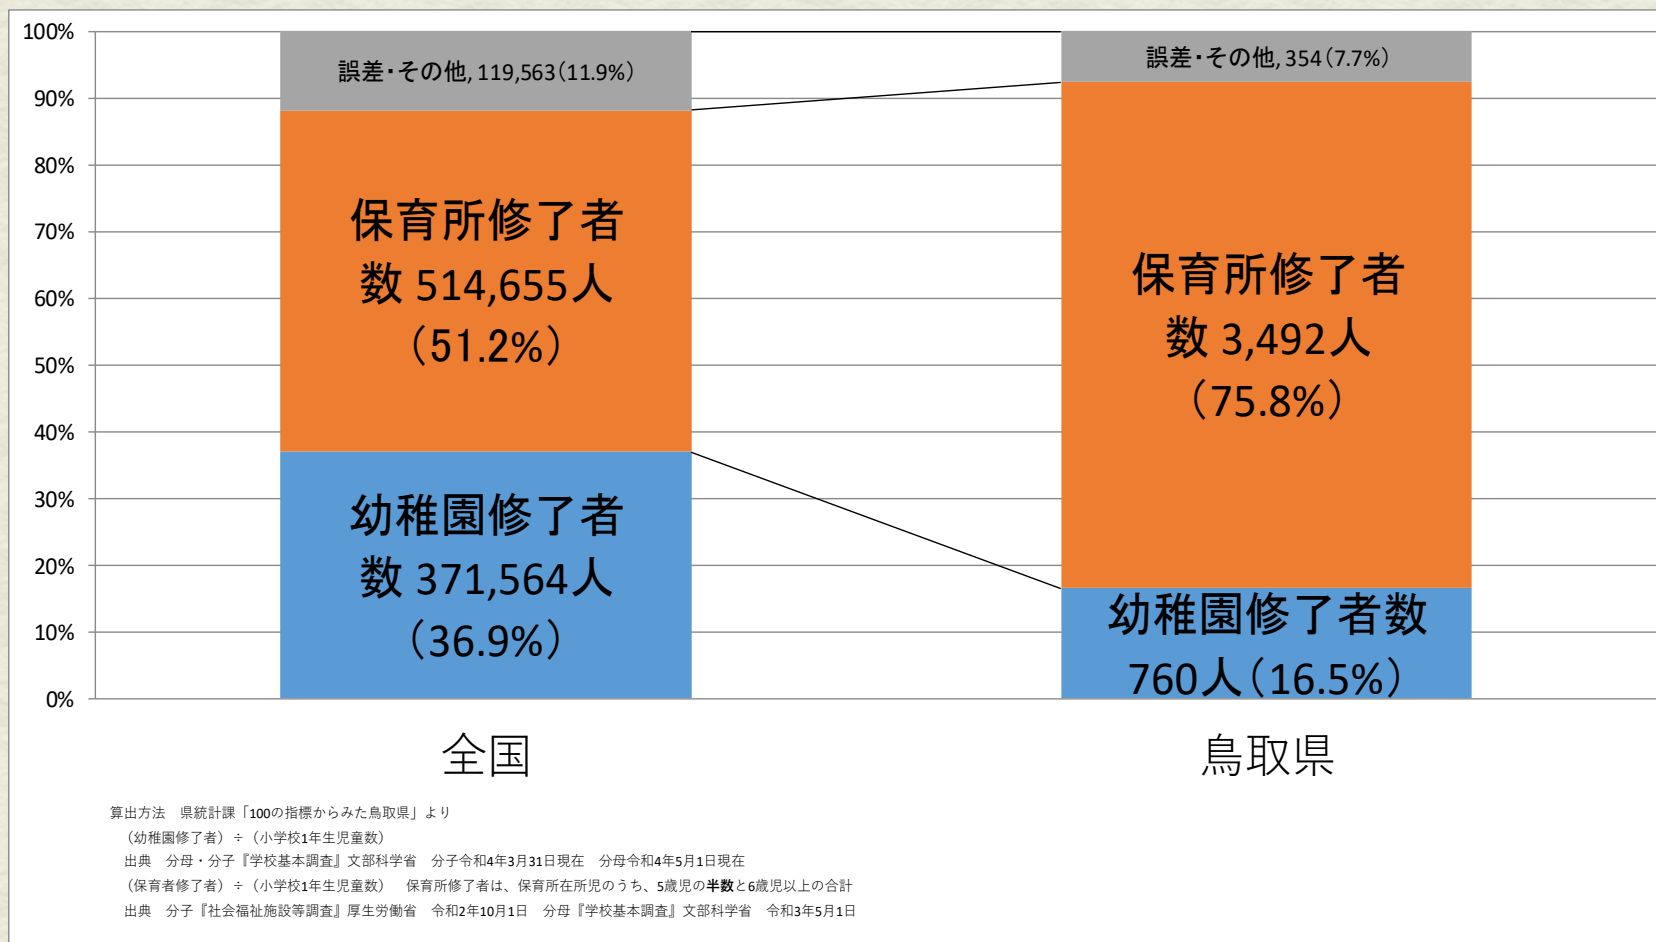 100%
90%
80%
70%
60%
50%
40%
30%
20%
10%
0%
誤差・その他, 119,563(11.9%)
保育所修了者
数 514,655人
（51.2%）
幼稚園修了者
数 371,564人
（36.9%）
誤差・その他, 354(7.7%)
保育所修了者
数 3,492人
（75.8%）
幼稚園修了者数
760人（16.5%）
全国
鳥取県
算出方法　県統計課「100の指標からみた鳥取県」より
（幼稚園修了者）÷（小学校1年生児童数）
出典　分母・分子『学校基本調査』文部科学省　分子令和4年3月31日現在　分母令和4年5月1日現在
（保育者修了者）÷（小学校1年生児童数）　保育所修了者は、保育所在所児のうち、5歳児の半数と6歳児以上の合計
出典　分子『社会福祉施設等調査』厚生労働省　令和2年10月1日　分母『学校基本調査』文部科学省　令和3年5月1日